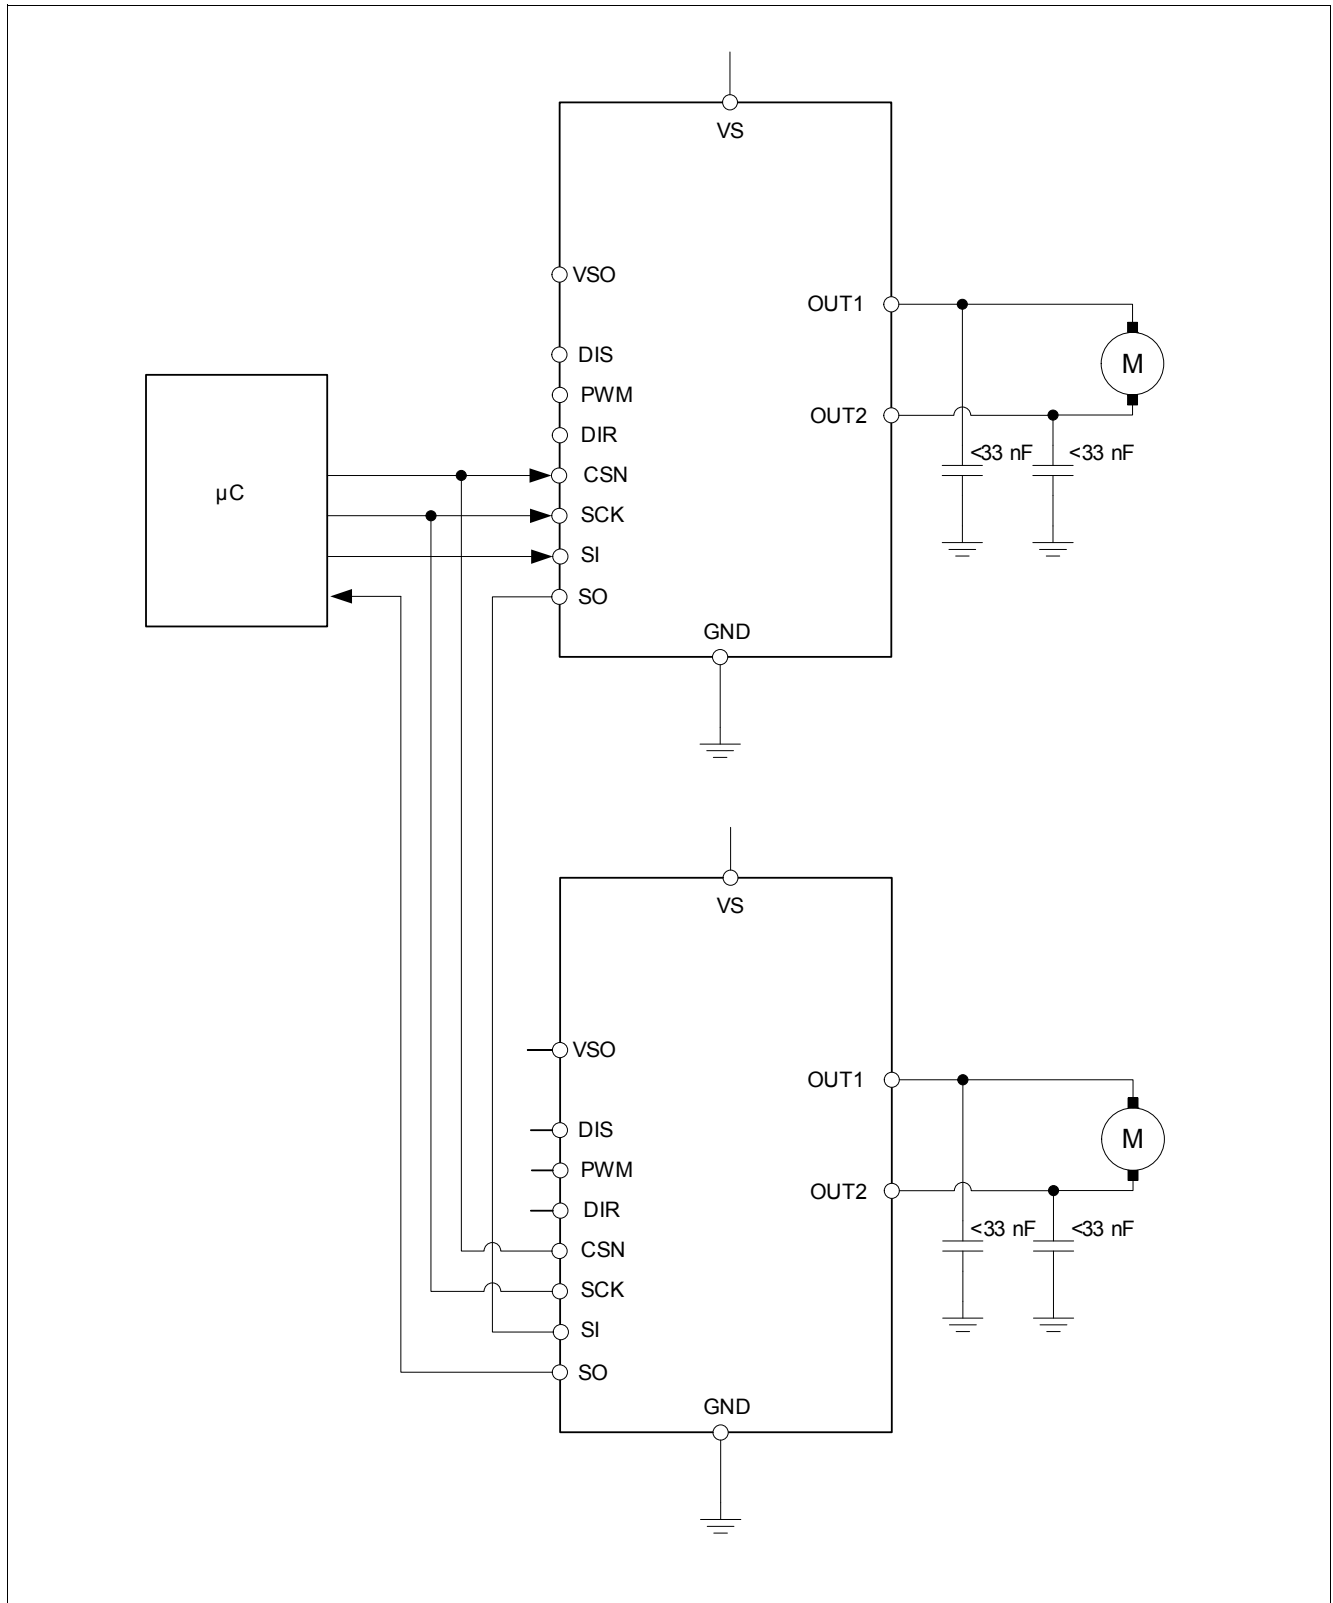 VS
VSO
OUT1
DIS
M
PWM
OUT2
DIR
<33 nF
<33 nF
CSN
µC
SCK
SI
SO
GND
VS
VSO
OUT1
DIS
M
PWM
OUT2
DIR
<33 nF
<33 nF
CSN
SCK
SI
SO
GND